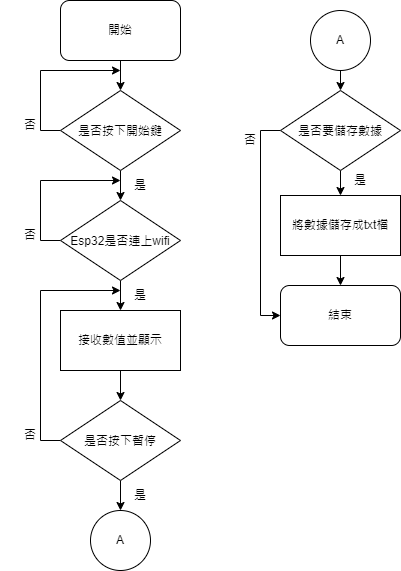 開始
否
是否按下開始鍵
是
否
Esp32是否連上wifi
是
接收數值並顯示
否
是否按下暫停
是
A
A
是否要儲存數據
否
是
將數據儲存成txt檔
結束